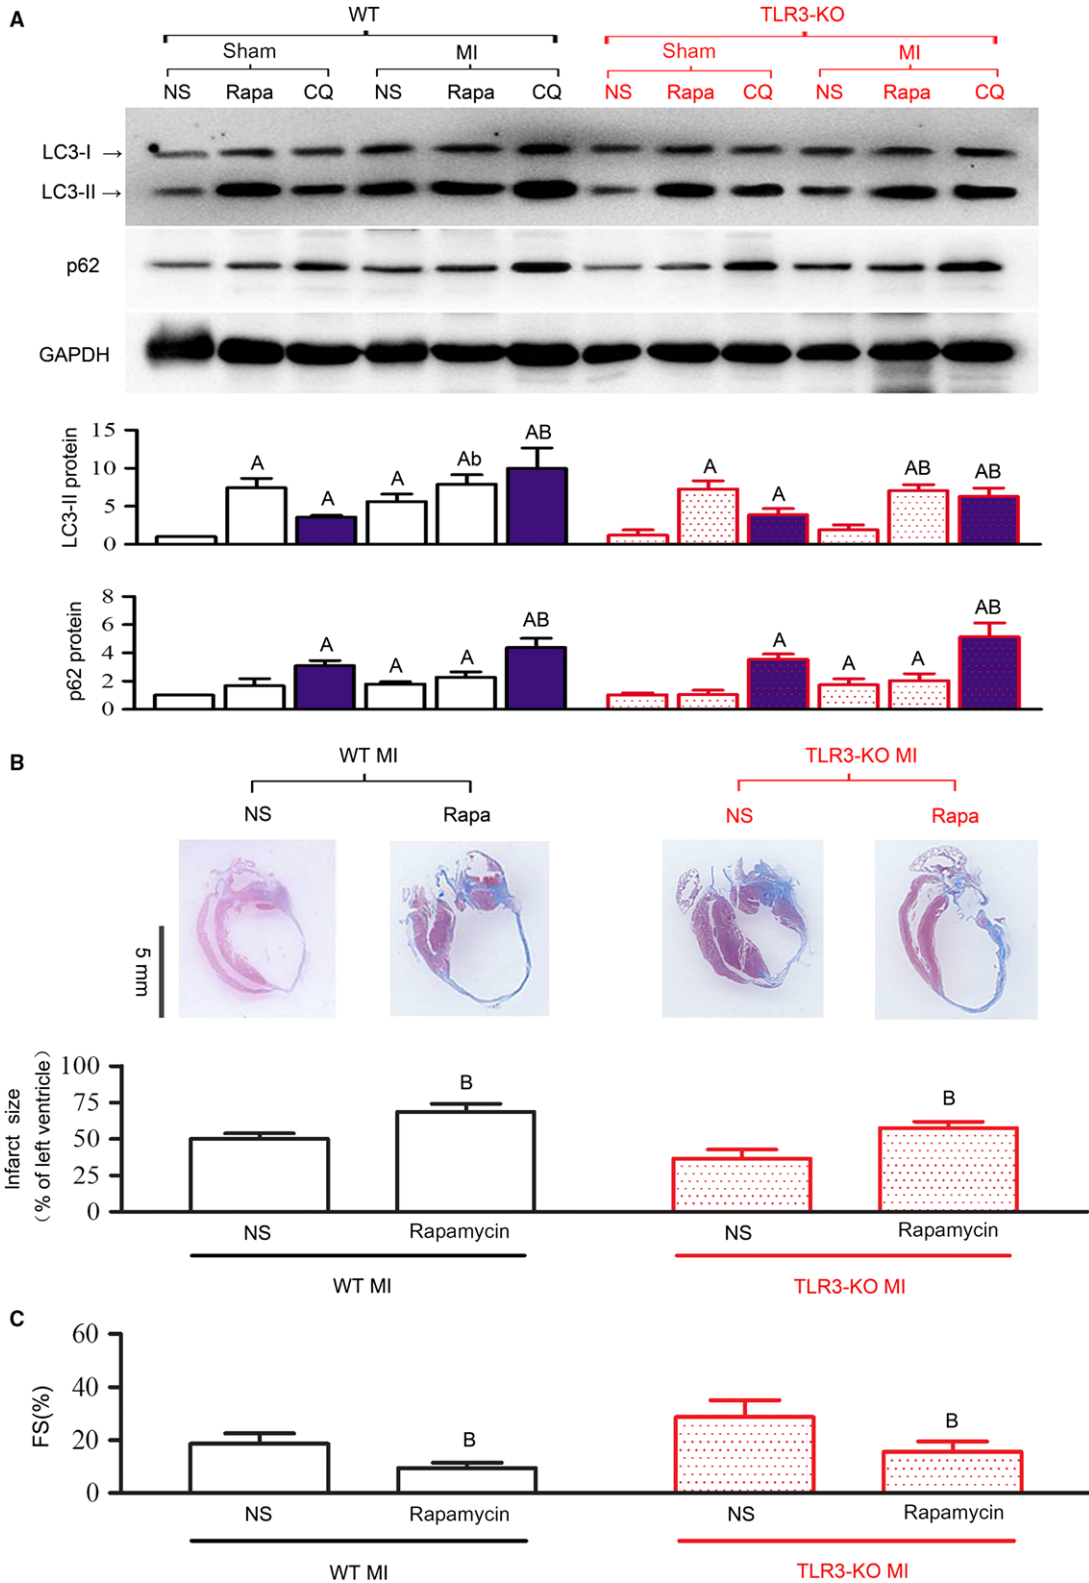 A
WT
TLR3-KO
Sham
MI
Sham
MI
NS Rapa CQ NS Rapa CQ NS Rapa CQ NS Rapa CQ
LC3-I →
LC3-II →
p62
GAPDH
LC3-II protein
15
10
5
0
A A A Ab AB A A AB AB
p62 protein
8
6
4
2
0
A A A AB A A A AB
B
WT MI
TLR3-KO MI
NS Rapa NS Rapa
5 mm
Infarct size
(% of left ventricle)
100
75
50
25
0
B B
NS Rapamycin NS Rapamycin
WT MI TLR3-KO MI
C
FS(%)
60
40
20
0
B B
NS Rapamycin NS Rapamycin
WT MI TLR3-KO MI